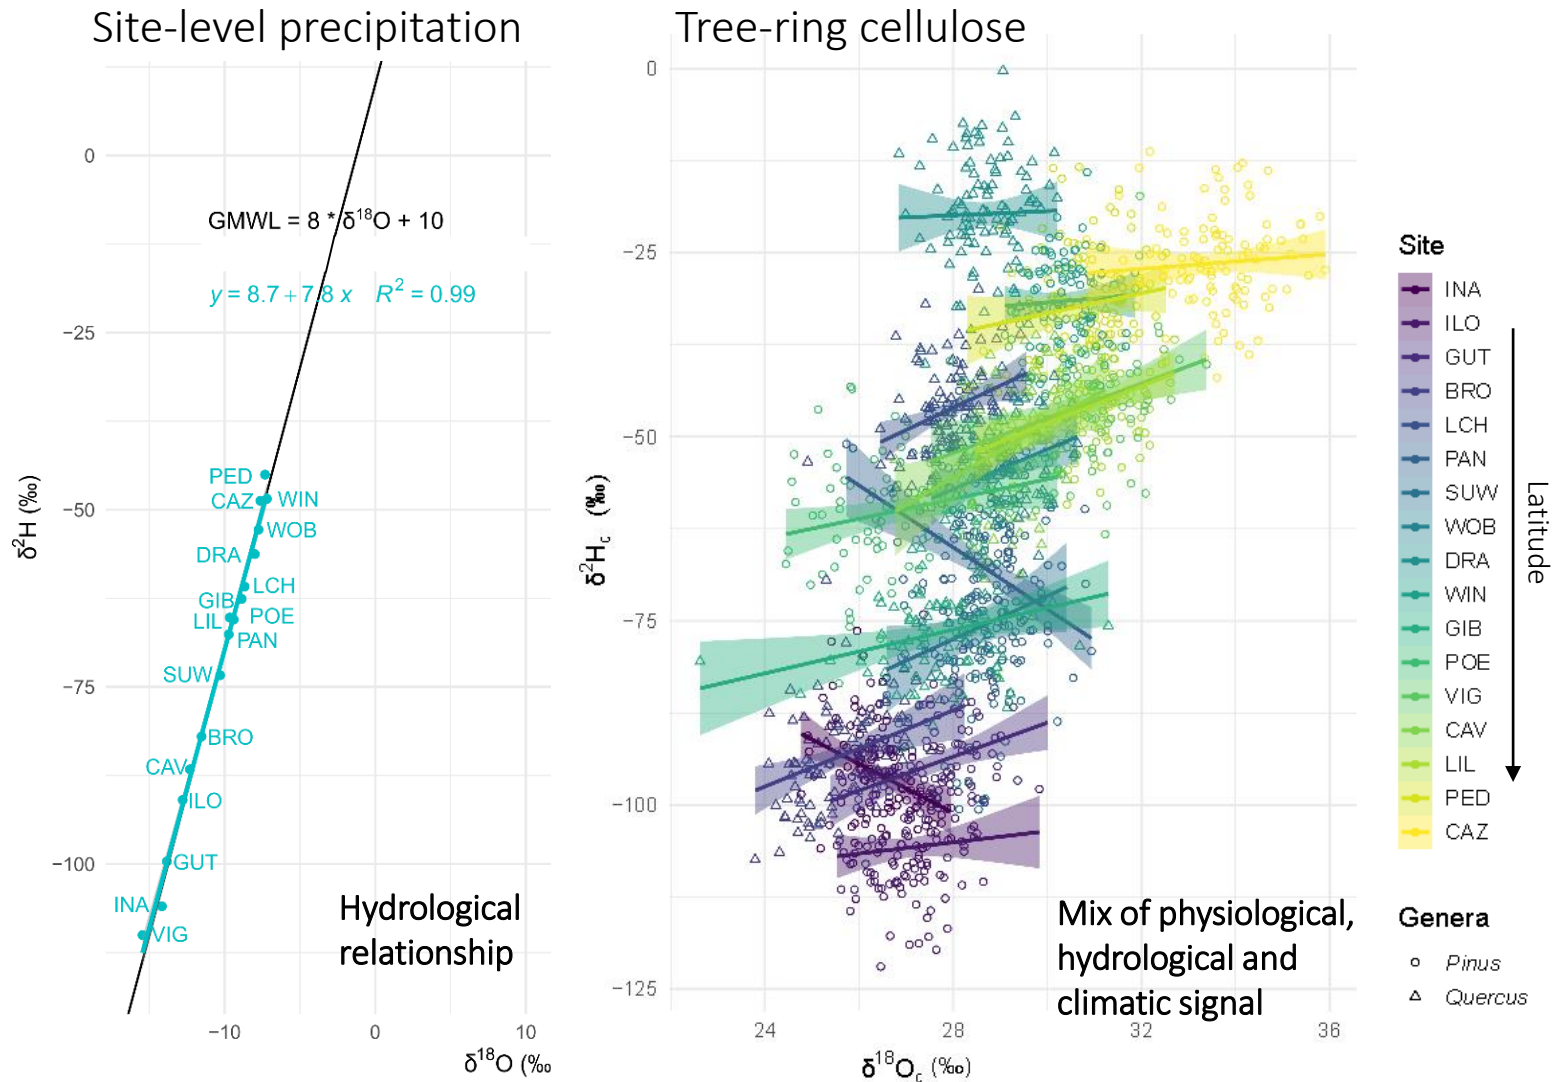 Site-level precipitation
0
−25
−50
−75
−100
δ²H (‰)
GMWL = 8 * δ¹⁸O + 10
y = 8.7 + 7.8 x R² = 0.99
PED
CAZ
WIN
WOB
DRA
LCH
GIB
LIL
POE
PAN
SUW
BRO
CAV
ILO
GUT
INA
VIG
Hydrological
relationship
−10
0
10
δ¹⁸O (‰
Tree-ring cellulose
0
−25
−50
−75
−100
−125
δ²H꜀ (‰)
Mix of physiological,
hydrological and
climatic signal
24
28
32
36
δ¹⁸O꜀ (‰)
Site
INA
ILO
GUT
BRO
LCH
PAN
SUW
WOB
DRA
WIN
GIB
POE
VIG
CAV
LIL
PED
CAZ
Latitude
Genera
Pinus
Quercus